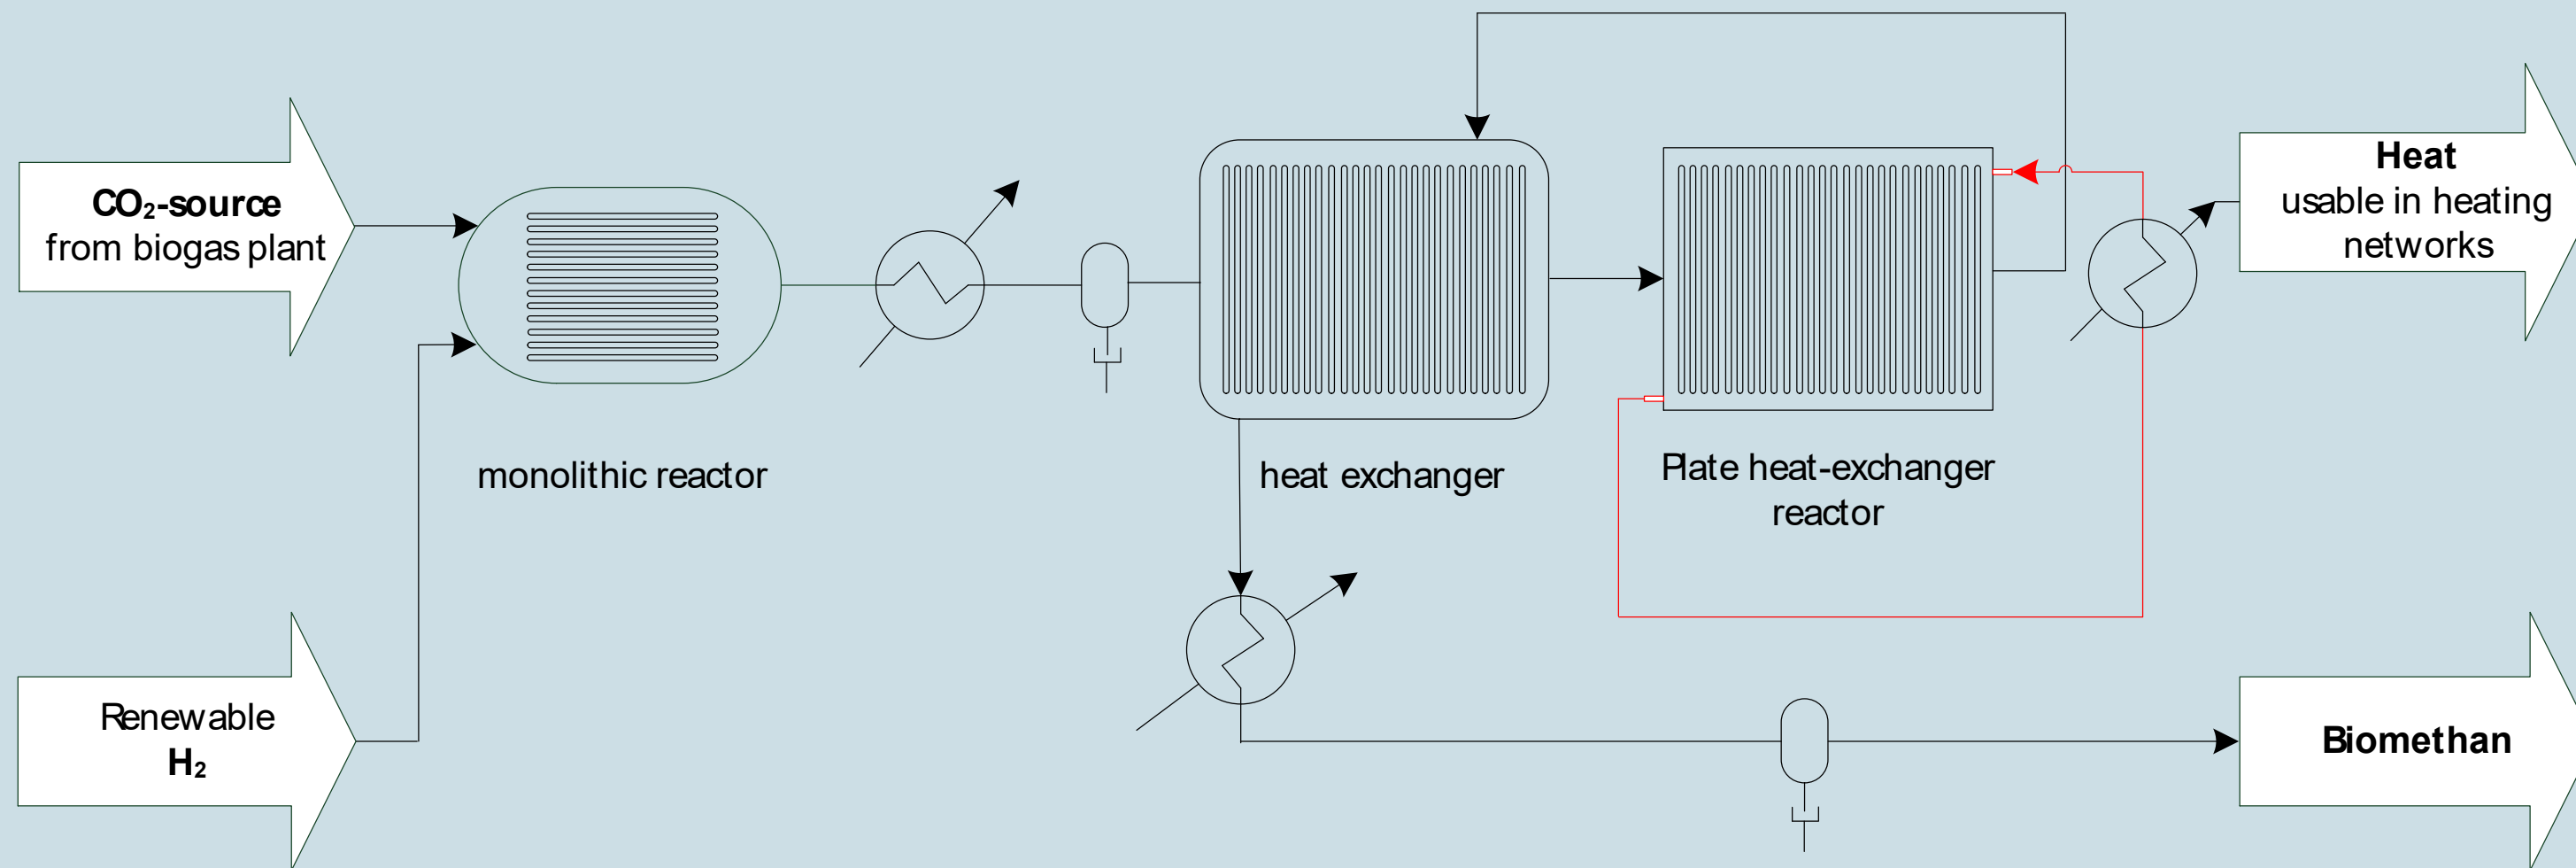 CO₂-source
from biogas plant
Renewable
H₂
monolithic reactor
heat exchanger
Plate heat-exchanger
reactor
Heat
usable in heating
networks
Biomethan